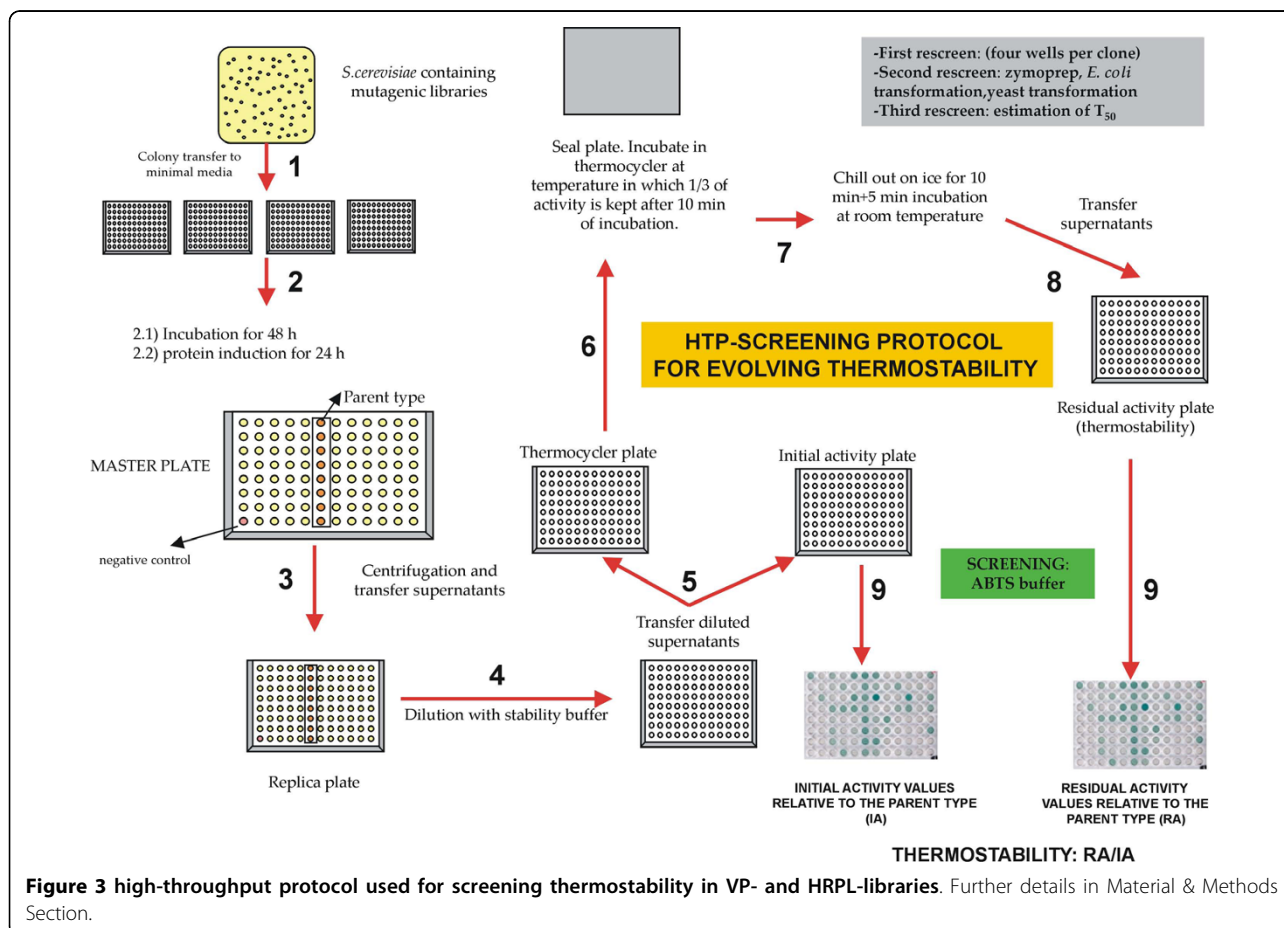 S.cerevisiae containing
mutagenic libraries
Colony transfer to
minimal media
1
2
2.1) Incubation for 48 h
2.2) protein induction for 24 h
Parent type
MASTER PLATE
negative control
3
Centrifugation and
transfer supernatants
Replica plate
4
Dilution with stability buffer
Transfer diluted
supernatants
5
Thermocycler plate
Initial activity plate
6
Seal plate. Incubate in
thermocycler at
temperature in which 1/3 of
activity is kept after 10 min
of incubation.
7
Chill out on ice for 10
min+5 min incubation
at room temperature
Transfer
supernatants
8
-First rescreen: (four wells per clone)
-Second rescreen: zymoprep, E. coli
transformation,yeast transformation
-Third rescreen: estimation of T50
HTP-SCREENING PROTOCOL
FOR EVOLVING THERMOSTABILITY
Residual activity plate
(thermostability)
9
SCREENING:
ABTS buffer
9
INITIAL ACTIVITY VALUES
RELATIVE TO THE PARENT TYPE
(IA)
RESIDUAL ACTIVITY
VALUES RELATIVE TO THE
PARENT TYPE (RA)
THERMOSTABILITY: RA/IA
Figure 3 high-throughput protocol used for screening thermostability in VP- and HRPL-libraries. Further details in Material & Methods
Section.